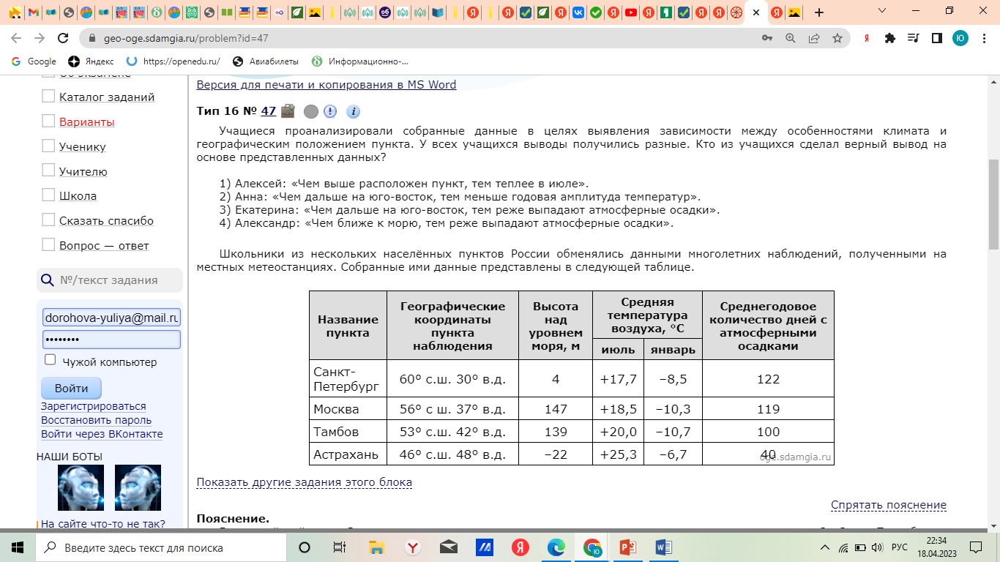 geo-oge.sdamgia.ru/problem?id=47
Google
Яндекс
https://openedu.ru/
Авиабилеты
Информационно-...
Об экзамене
Каталог заданий
Варианты
Ученику
Учителю
Школа
Сказать спасибо
Вопрос — ответ
№/текст задания
dorohova-yuliya@mail.ru
Чужой компьютер
Войти
Зарегистрироваться
Восстановить пароль
Войти через ВКонтакте
НАШИ БОТЫ
На сайте что-то не так?
Версия для печати и копирования в MS Word
Тип 16 № 47
Учащиеся проанализировали собранные данные в целях выявления зависимости между особенностями климата и
географическим положением пункта. У всех учащихся выводы получились разные. Кто из учащихся сделал верный вывод на
основе представленных данных?
1) Алексей: «Чем выше расположен пункт, тем теплее в июле».
2) Анна: «Чем дальше на юго-восток, тем меньше годовая амплитуда температур».
3) Екатерина: «Чем дальше на юго-восток, тем реже выпадают атмосферные осадки».
4) Александр: «Чем ближе к морю, тем реже выпадают атмосферные осадки».
Школьники из нескольких населённых пунктов России обменялись данными многолетних наблюдений, полученными на
местных метеостанциях. Собранные ими данные представлены в следующей таблице.
Название
пункта
Географические
координаты
пункта
наблюдения
Высота
над
уровнем
моря, м
Средняя
температура
воздуха, °C
июль январь
Среднегодовое
количество дней с
атмосферными
осадками
Санкт-
Петербург 60° с.ш. 30° в.д. 4 +17,7 –8,5 122
Москва 56° с ш. 37° в.д. 147 +18,5 –10,3 119
Тамбов 53° с.ш. 42° в.д. 139 +20,0 –10,7 100
Астрахань 46° с.ш. 48° в.д. –22 +25,3 –6,7 40
oge.sdamgia.ru
Показать другие задания этого блока
Спрятать пояснение
Пояснение.
Введите здесь текст для поиска
РУС
22:34
18.04.2023